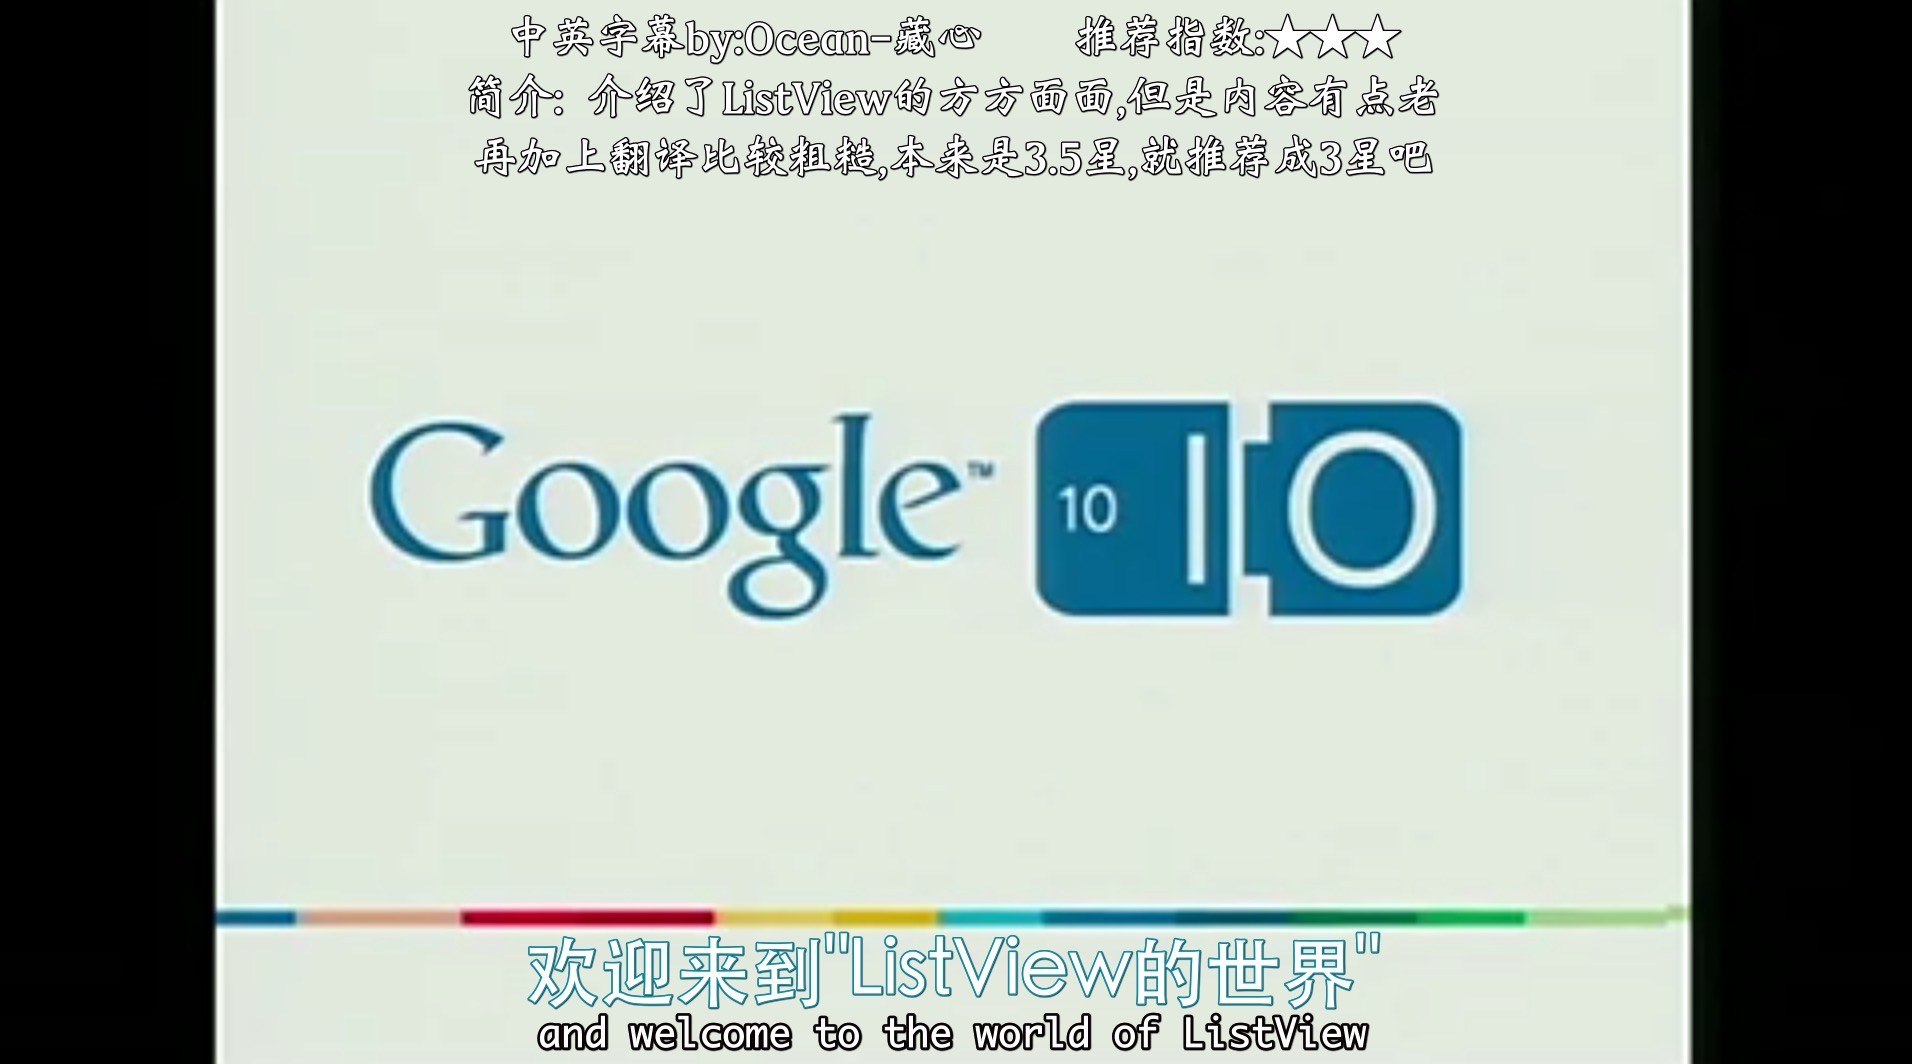 中英字幕by:Ocean-藏心 推荐指数:★★★
简介: 介绍了ListView的方方面面,但是内容有点老
再加上翻译比较粗糙,本来是3.5星,就推荐成3星吧
Google™ 10 IO
欢迎来到"ListView的世界"
and welcome to the world of ListView